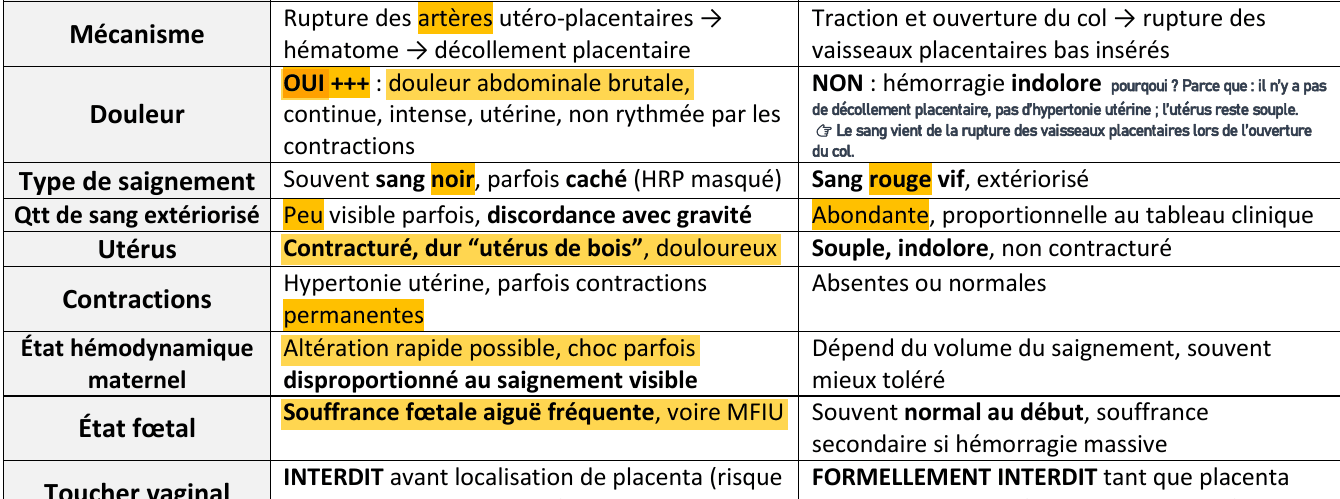 Mécanisme
Rupture des artères utéro-placentaires →
hématome → décollement placentaire
Traction et ouverture du col → rupture des
vaisseaux placentaires bas insérés
Douleur
OUI +++ : douleur abdominale brutale,
continue, intense, utérine, non rythmée par les
contractions
NON : hémorragie indolore pourqoui ? Parce que : il n’y a pas
de décollement placentaire, pas d’hypertonie utérine ; l’utérus reste souple.
👉 Le sang vient de la rupture des vaisseaux placentaires lors de l’ouverture
du col.
Type de saignement
Souvent sang noir, parfois caché (HRP masqué)
Sang rouge vif, extériorisé
Qtt de sang extériorisé
Peu visible parfois, discordance avec gravité
Abondante, proportionnelle au tableau clinique
Utérus
Contracturé, dur “utérus de bois”, douloureux
Souple, indolore, non contracturé
Contractions
Hypertonie utérine, parfois contractions
permanentes
Absentes ou normales
État hémodynamique
maternel
Altération rapide possible, choc parfois
disproportionné au saignement visible
Dépend du volume du saignement, souvent
mieux toléré
État fœtal
Souffrance fœtale aiguë fréquente, voire MFIU
Souvent normal au début, souffrance
secondaire si hémorragie massive
Toucher vaginal
INTERDIT avant localisation de placenta (risque
FORMELLEMENT INTERDIT tant que placenta